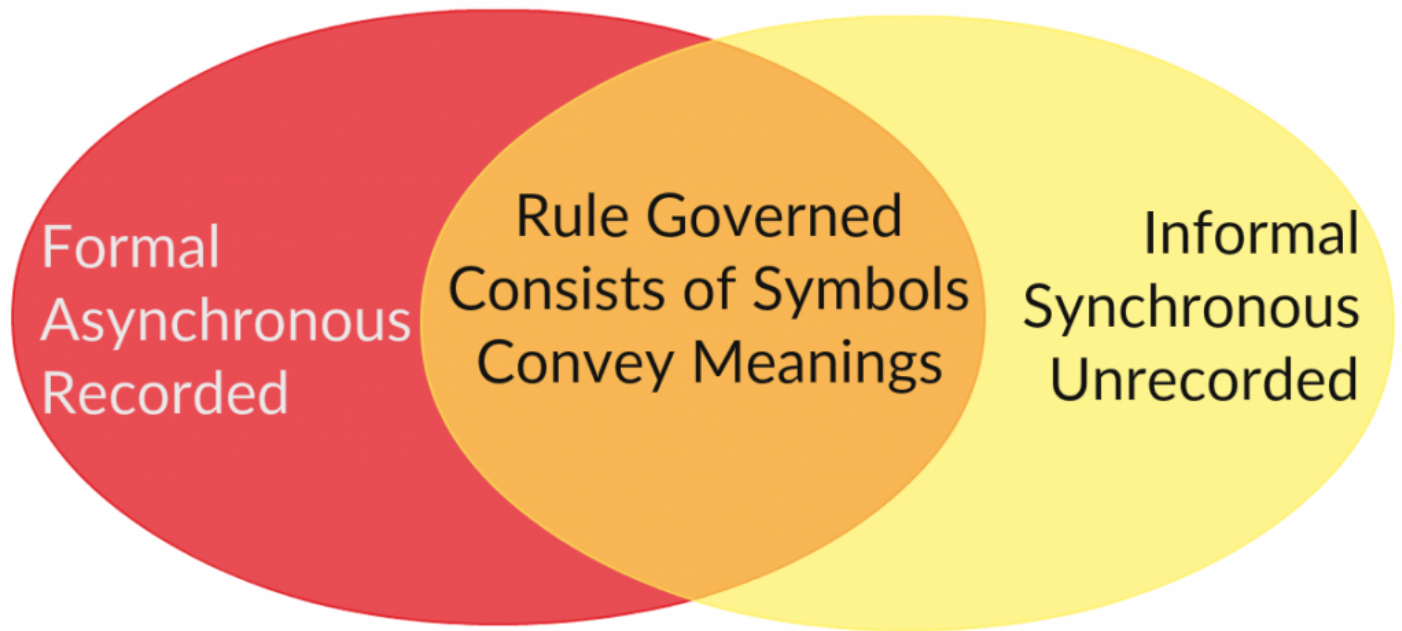 Formal
Asynchronous
Recorded
Rule Governed
Consists of Symbols
Convey Meanings
Informal
Synchronous
Unrecorded